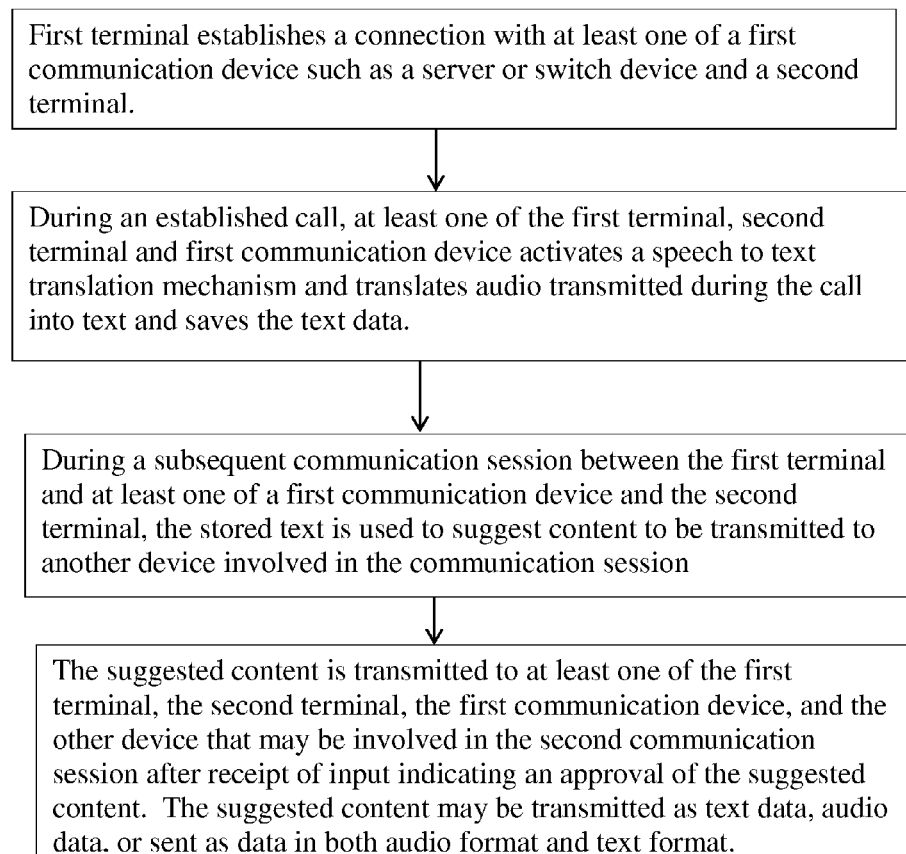 First terminal establishes a connection with at least one of a first
communication device such as a server or switch device and a second
terminal.
During an established call, at least one of the first terminal, second
terminal and first communication device activates a speech to text
translation mechanism and translates audio transmitted during the call
into text and saves the text data.
During a subsequent communication session between the first terminal
and at least one of a first communication device and the second
terminal, the stored text is used to suggest content to be transmitted to
another device involved in the communication session
The suggested content is transmitted to at least one of the first
terminal, the second terminal, the first communication device, and the
other device that may be involved in the second communication
session after receipt of input indicating an approval of the suggested
content.  The suggested content may be transmitted as text data, audio
data, or sent as data in both audio format and text format.